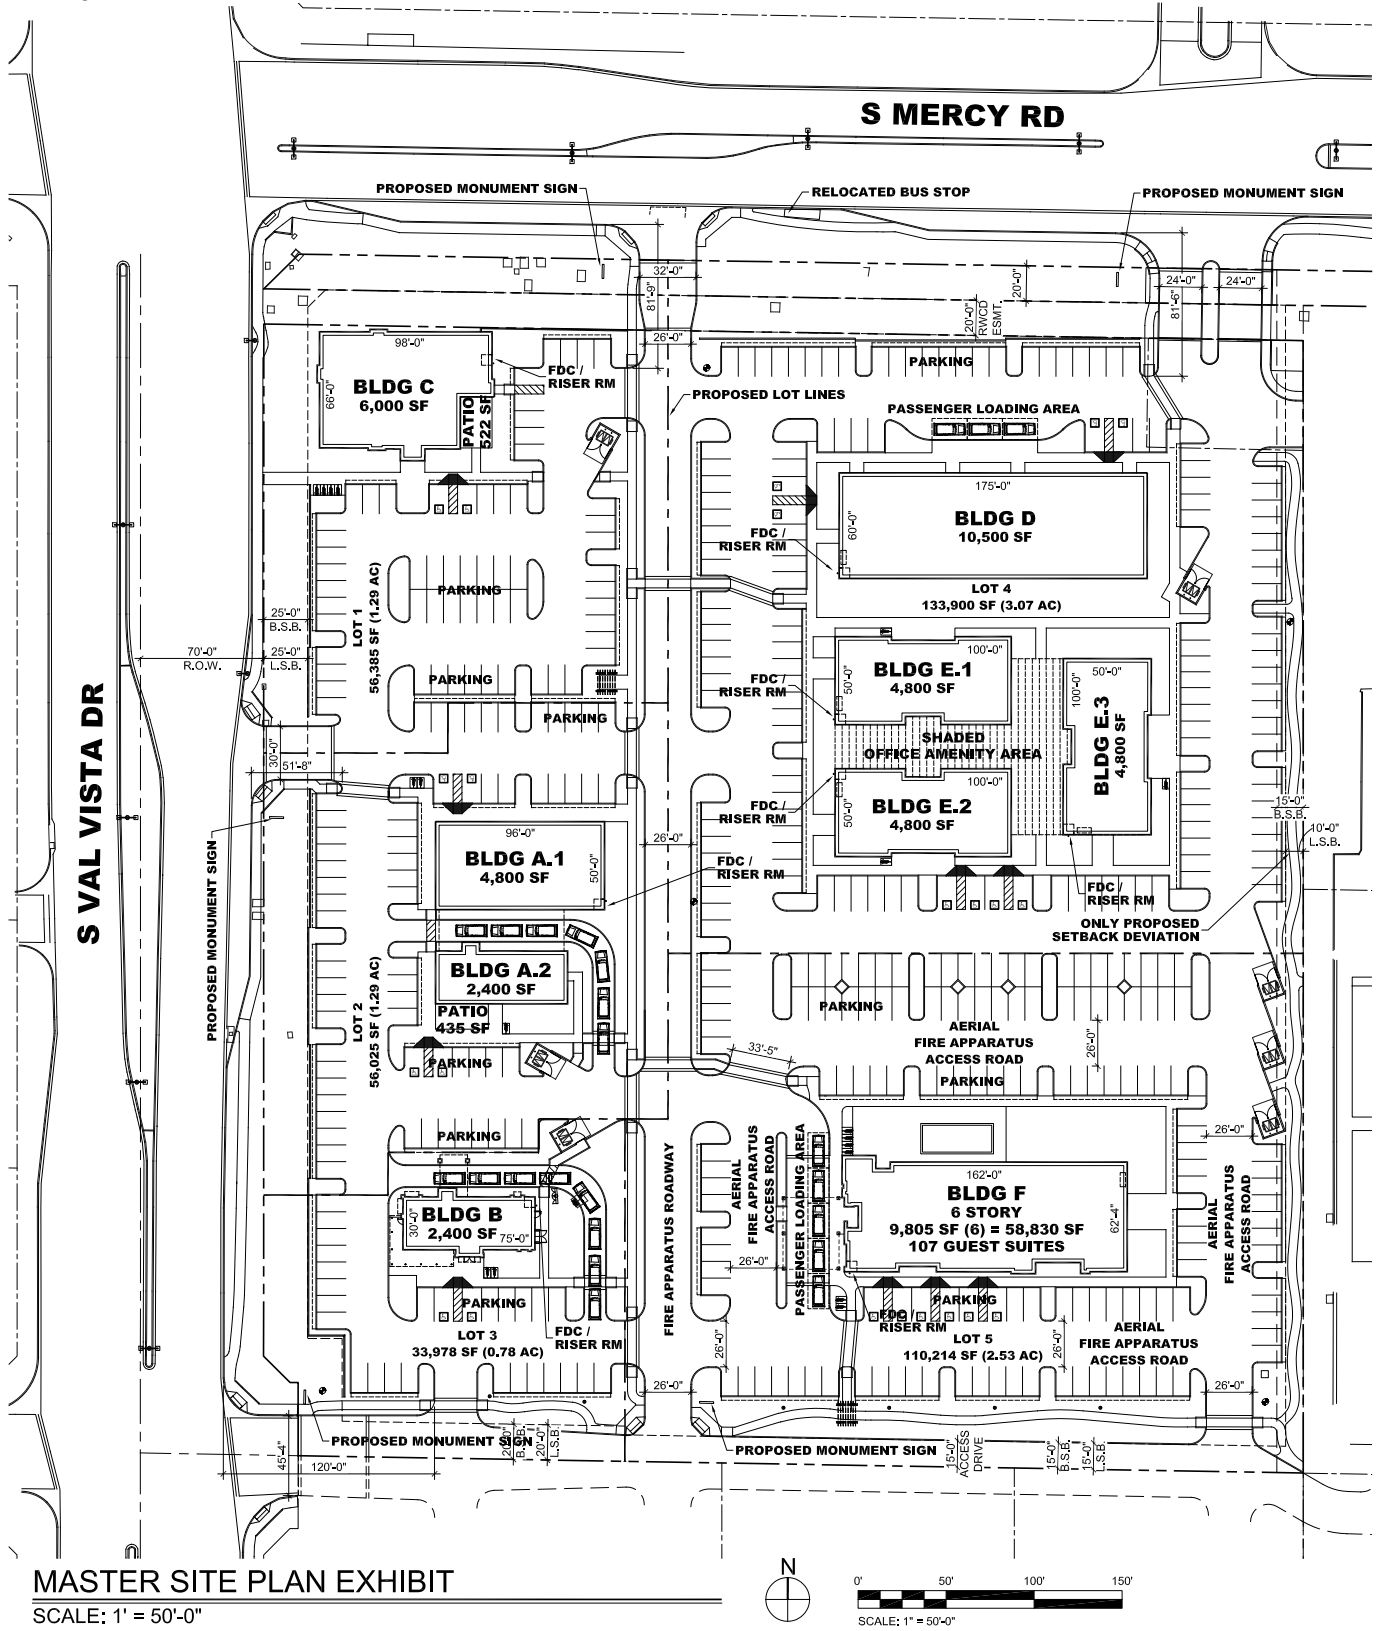 S MERCY RD
PROPOSED MONUMENT SIGN
RELOCATED BUS STOP
PROPOSED MONUMENT SIGN
32'-0"
81'-9"
26'-0"
20'-0"
RWCD
ESMT.
20'-0"
24'-0"
24'-0"
81'-6"
98'-0"
66'-0"
BLDG C
6,000 SF
PATIO
522 SF
FDC /
RISER RM
PARKING
PROPOSED LOT LINES
PASSENGER LOADING AREA
175'-0"
60'-0"
BLDG D
10,500 SF
FDC /
RISER RM
LOT 4
133,900 SF (3.07 AC)
LOT 1
56,385 SF (1.29 AC)
PARKING
PARKING
PARKING
25'-0"
B.S.B.
70'-0"
R.O.W.
25'-0"
L.S.B.
S VAL VISTA DR
100'-0"
50'-0"
BLDG E.1
4,800 SF
FDC /
RISER RM
SHADED
OFFICE AMENITY AREA
50'-0"
100'-0"
BLDG E.3
4,800 SF
100'-0"
50'-0"
BLDG E.2
4,800 SF
FDC /
RISER RM
30'-0"
51'-8"
15'-0"
B.S.B.
10'-0"
L.S.B.
PROPOSED MONUMENT SIGN
96'-0"
50'-0"
BLDG A.1
4,800 SF
26'-0"
FDC /
RISER RM
FDC /
RISER RM
ONLY PROPOSED
SETBACK DEVIATION
BLDG A.2
2,400 SF
PATIO
435 SF
LOT 2
56,025 SF (1.29 AC)
PARKING
PARKING
AERIAL
FIRE APPARATUS
ACCESS ROAD
26'-0"
PARKING
33'-5"
PARKING
FIRE APPARATUS ROADWAY
AERIAL
FIRE APPARATUS
ACCESS ROAD
26'-0"
PASSENGER LOADING AREA
162'-0"
62'-4"
BLDG F
6 STORY
9,805 SF (6) = 58,830 SF
107 GUEST SUITES
26'-0"
AERIAL
FIRE APPARATUS
ACCESS ROAD
30'-0"
BLDG B
2,400 SF
75'-0"
PARKING
FDC /
RISER RM
LOT 3
33,978 SF (0.78 AC)
PARKING
FDC /
RISER RM
LOT 5
110,214 SF (2.53 AC)
26'-0"
26'-0"
AERIAL
FIRE APPARATUS
ACCESS ROAD
26'-0"
26'-0"
PROPOSED MONUMENT SIGN
20'-0"
B.S.B.
20'-0"
L.S.B.
PROPOSED MONUMENT SIGN
15'-0"
ACCESS
DRIVE
15'-0"
B.S.B.
15'-0"
L.S.B.
45'-4"
120'-0"
MASTER SITE PLAN EXHIBIT
SCALE: 1' = 50'-0"
N
0' 50' 100' 150'
SCALE: 1" = 50'-0"